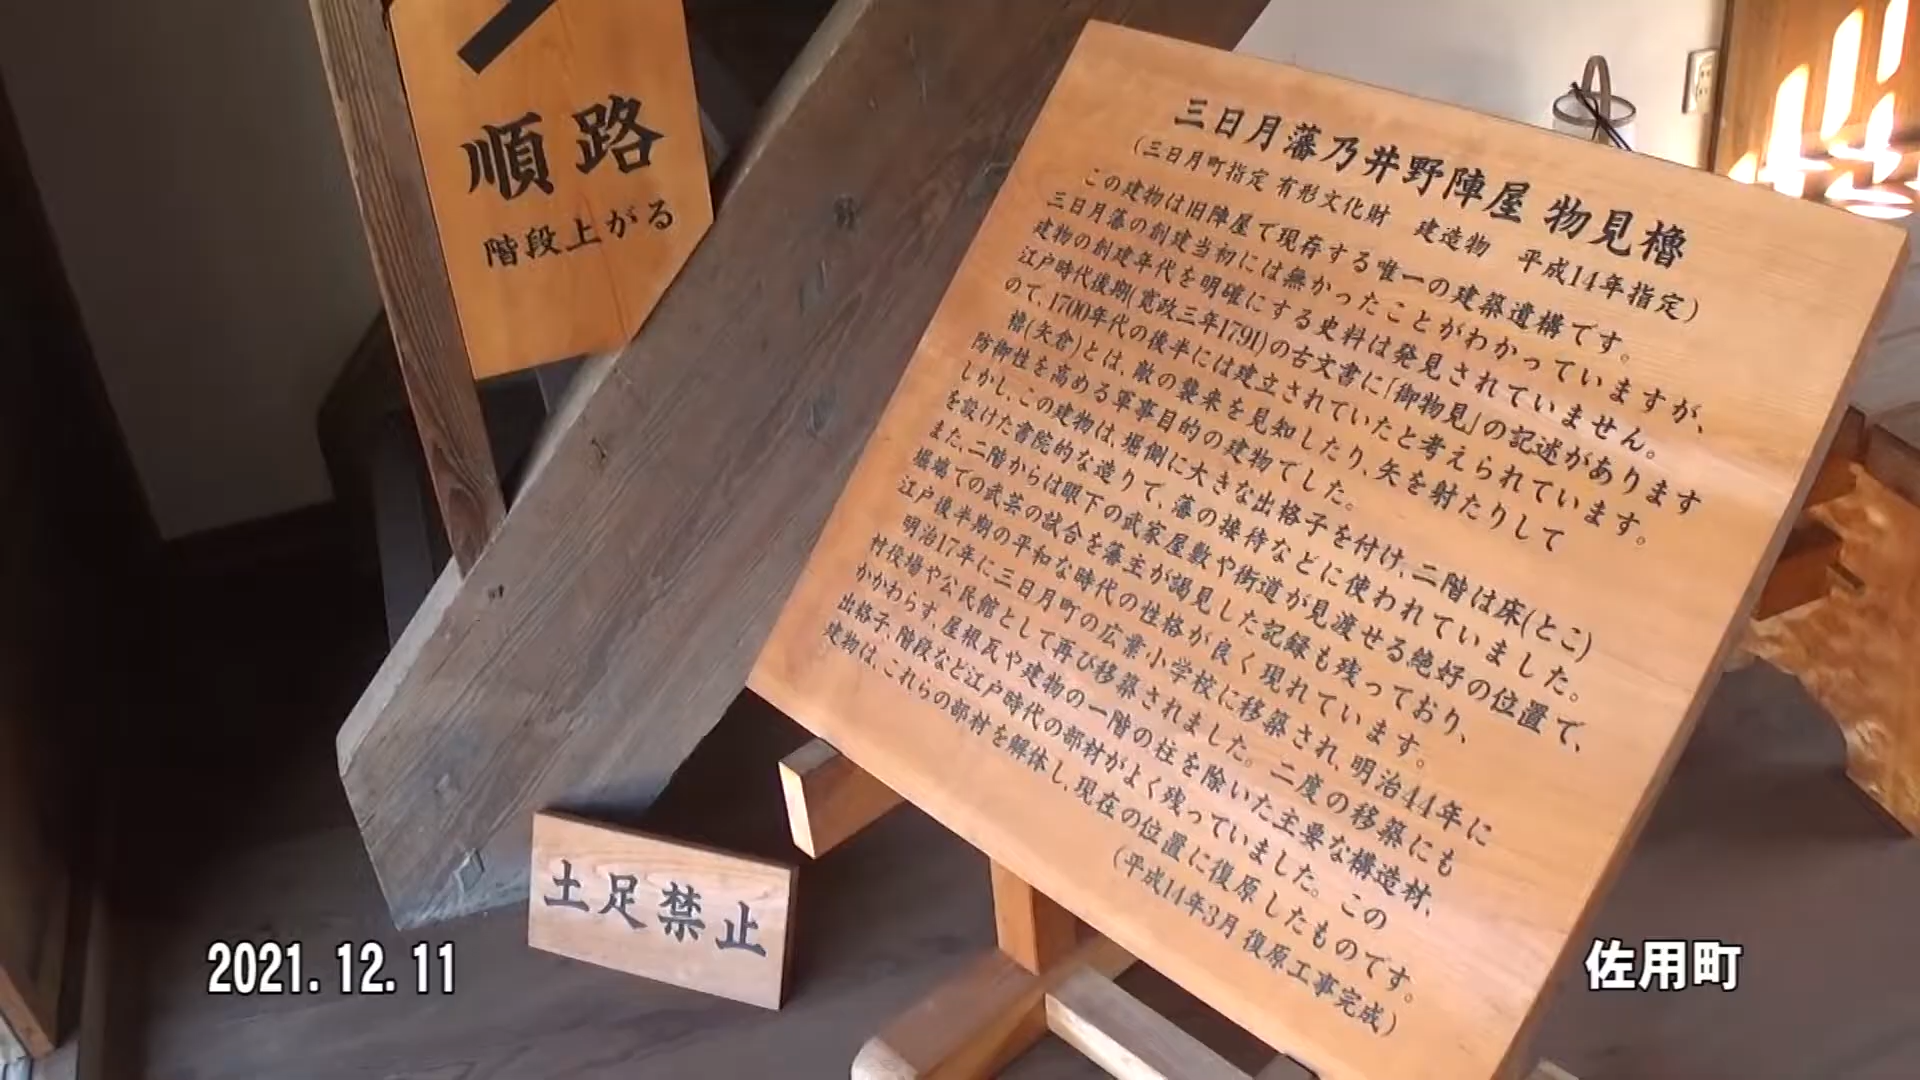 順路
階段上がる
三日月藩乃井野陣屋 物見櫓
(三日月町指定 有形文化財 建造物 平成14年指定)
この建物は旧陣屋で現存する唯一の建築遺構です。
三日月藩の創建当初には無かったことがわかっていますが、
建物の創建年代を明確にする史料は発見されていません。
江戸時代後期(寛政三年1791)の古文書に「御物見」の記述があります
ので、1700年代の後半には建立されていたと考えられています。
櫓(矢倉)とは、敵の襲来を見知したり、矢を射たりして
防御性を高める軍事目的の建物でした。
しかし、この建物は、堀側に大きな出格子を付け、二階は床(とこ)
を設けた書院的な造りで、藩の接待などに使われていました。
また、二階からは眼下の武家屋敷や街道が見渡せる絶好の位置で、
堀端での武芸の試合を藩主が謁見した記録も残っており、
江戸後半期の平和な時代の性格が良く現れています。
明治17年に三日月町の広業小学校に移築され、明治44年に
村役場や公民館として再び移築されました。二度の移築にも
かかわらず、屋根瓦や建物の一階の柱を除いた主要な構造材、
出格子、階段など江戸時代の部材がよく残っていました。この
建物は、これらの部材を解体し、現在の位置に復原したものです。
(平成14年3月 復原工事完成)
土足禁止
2021.12.11
佐用町